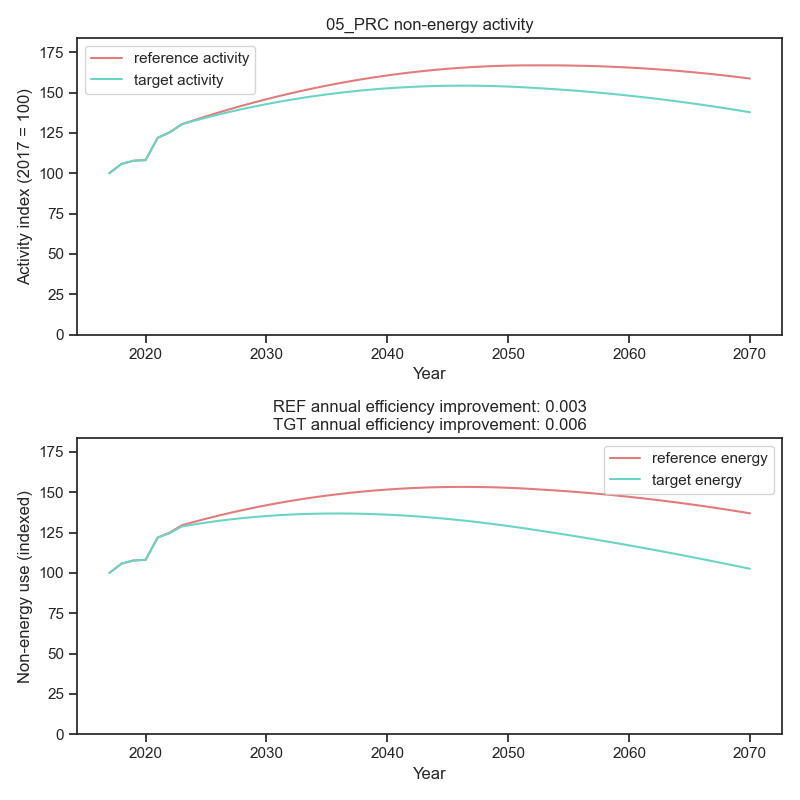 05_PRC non-energy activity
reference activity
target activity
Activity index (2017 = 100)
175
150
125
100
75
50
25
0
2020 2030 2040 2050 2060 2070
Year
REF annual efficiency improvement: 0.003
TGT annual efficiency improvement: 0.006
reference energy
target energy
Non-energy use (indexed)
175
150
125
100
75
50
25
0
2020 2030 2040 2050 2060 2070
Year